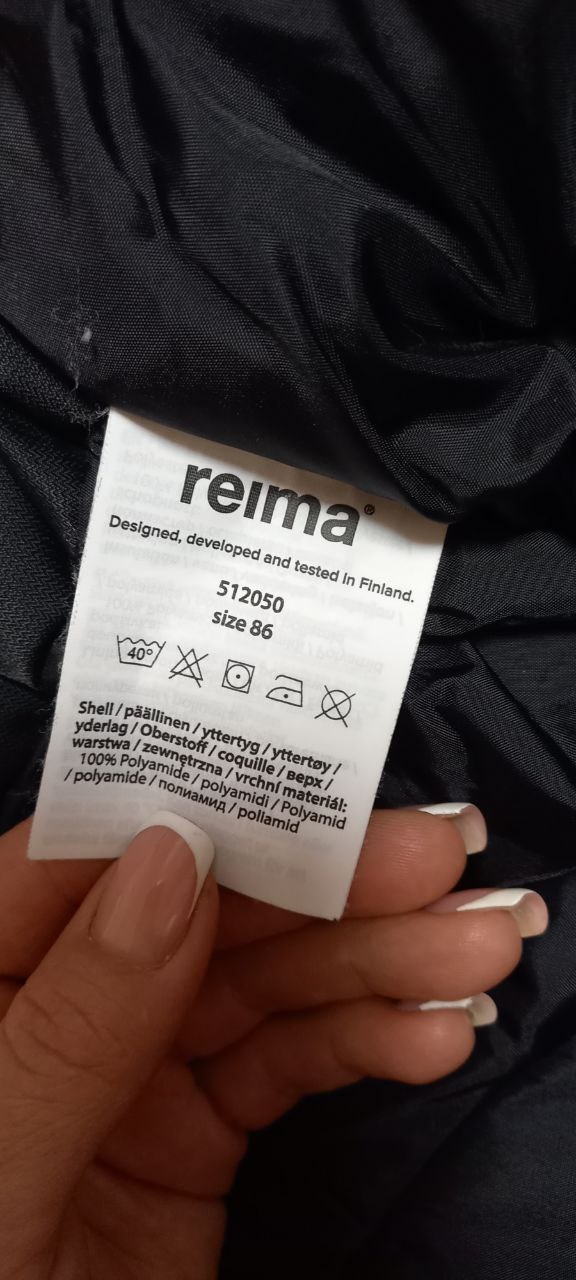 reima®
Designed, developed and tested in Finland.
512050
size 86
40°
Shell / päällinen / yttertyg / yttertøy /
yderlag / Oberstoff / coquille / верх /
warstwa / zewnętrzna / vrchní materiál:
100% Polyamide / polyamidi / Polyamid
/ polyamide / полиамид / poliamid